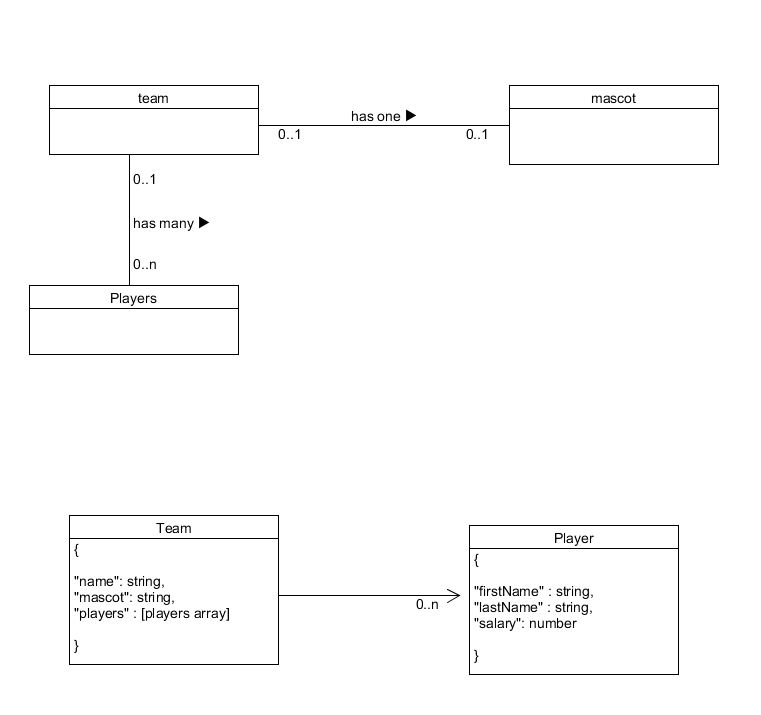 team
mascot
has one ▶
0..1
0..1
0..1
has many ▶
0..n
Players
Team
{
"name": string,
"mascot": string,
"players" : [players array]
}
0..n
Player
{
"firstName" : string,
"lastName" : string,
"salary": number
}